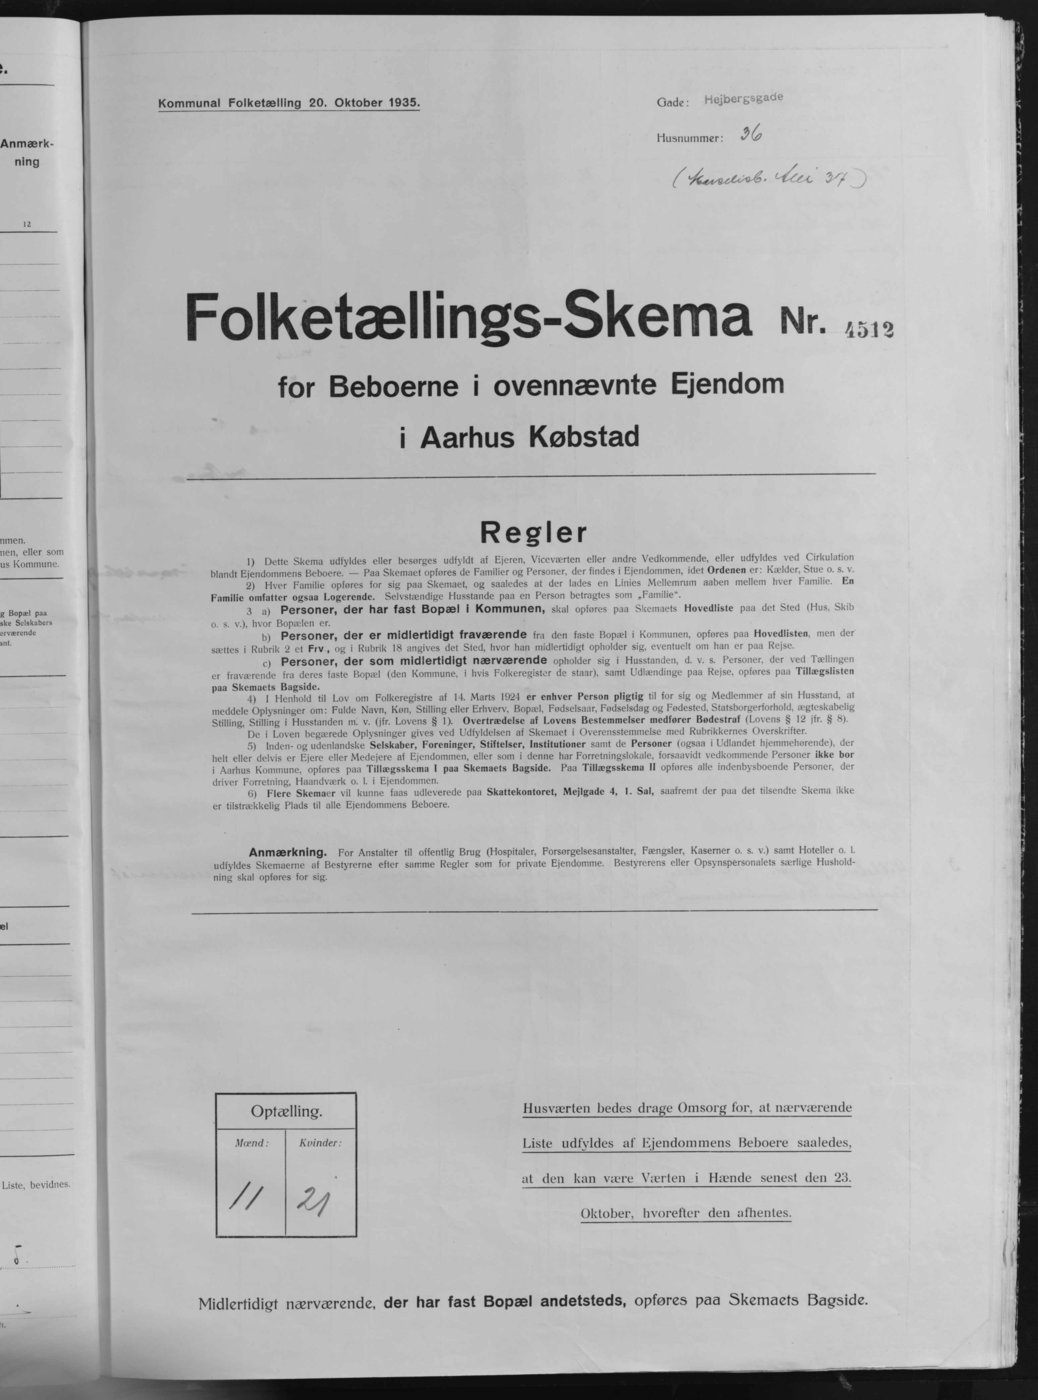 e.
Anmærk-
ning
12
mmen.
men, eller som
us Kommune.
g Bopæl paa
ske Selskabers
erværende
ant.
el
Liste, bevidnes.
5.
Kommunal Folketælling 20. Oktober 1935.
Gade: Hejbergsgade
Husnummer: 36
Alle 34)
Folketællings-Skema Nr. 4512
for Beboerne i ovennævnte Ejendom
i Aarhus Købstad
Regler
1) Dette Skema udfyldes eller besørges udfyldt af Ejeren, Viceværten eller andre Vedkommende, eller udfyldes ved Cirkulation
blandt Ejendommens Beboere. — Paa Skemaet opføres de Familier og Personer, der findes i Ejendommen, idet Ordenen er: Kælder, Stue o. s. v.
2) Hver Familie opføres for sig paa Skemaet, og saaledes at der lades en Linies Mellemrum aaben mellem hver Familie. En
Familie omfatter ogsaa Logerende. Selvstændige Husstande paa en Person betragtes som „Familie“.
3 a) Personer, der har fast Bopæl i Kommunen, skal opføres paa Skemaets Hovedliste paa det Sted (Hus, Skib
o. s. v.), hvor Bopælen er.
b) Personer, der er midlertidigt fraværende fra den faste Bopæl i Kommunen, opføres paa Hovedlisten, men der
sættes i Rubrik 2 et Frv., og i Rubrik 18 angives det Sted, hvor han midlertidigt opholder sig, eventuelt om han er paa Rejse.
c) Personer, der som midlertidigt nærværende opholder sig i Husstanden, d. v. s. Personer, der ved Tællingen
er fraværende fra deres faste Bopæl (den Kommune, i hvis Folkeregister de staar), samt Udlændinge paa Rejse, opføres paa Tillægslisten
paa Skemaets Bagside.
4) I Henhold til Lov om Folkeregistre af 14. Marts 1924 er enhver Person pligtig til for sig og Medlemmer af sin Husstand, at
meddele Oplysninger om: Fulde Navn, Køn, Stilling eller Erhverv, Bopæl, Fødselsaar, Fødselsdag og Fødested, Statsborgerforhold, ægteskabelig
Stilling, Stilling i Husstanden m. v. (jfr. Lovens § 1). Overtrædelse af Lovens Bestemmelser medfører Bødestraf (Lovens § 12 jfr. § 8).
De i Loven begærede Oplysninger gives ved Udfyldelsen af Skemaet i Overensstemmelse med Rubrikkernes Overskrifter.
5) Inden- og udenlandske Selskaber, Foreninger, Stiftelser, Institutioner samt de Personer (ogsaa i Udlandet hjemmehørende), der
helt eller delvis er Ejere eller Medejere af Ejendommen, eller som i denne har Forretningslokale, forsaavidt vedkommende Personer ikke bor
i Aarhus Kommune, opføres paa Tillægsskema I paa Skemaets Bagside. Paa Tillægsskema II opføres alle indenbysboende Personer, der
driver Forretning, Haandværk o. l. i Ejendommen.
6) Flere Skemaer vil kunne faas udleverede paa Skattekontoret, Mejlgade 4, 1. Sal, saafremt der paa det tilsendte Skema ikke
er tilstrækkelig Plads til alle Ejendommens Beboere.
Anmærkning. For Anstalter til offentlig Brug (Hospitaler, Forsørgelsesanstalter, Fængsler, Kaserner o. s. v.) samt Hoteller o. l.
udfyldes Skemaerne af Bestyrerne efter samme Regler som for private Ejendomme. Bestyrerens eller Opsynspersonalets særlige Hushold-
ning skal opføres for sig.
Optælling.
Mænd: Kvinder:
11 21
Husværten bedes drage Omsorg for, at nærværende
Liste udfyldes af Ejendommens Beboere saaledes,
at den kan være Værten i Hænde senest den 23.
Oktober, hvorefter den afhentes.
Midlertidigt nærværende, der har fast Bopæl andetsteds, opføres paa Skemaets Bagside.